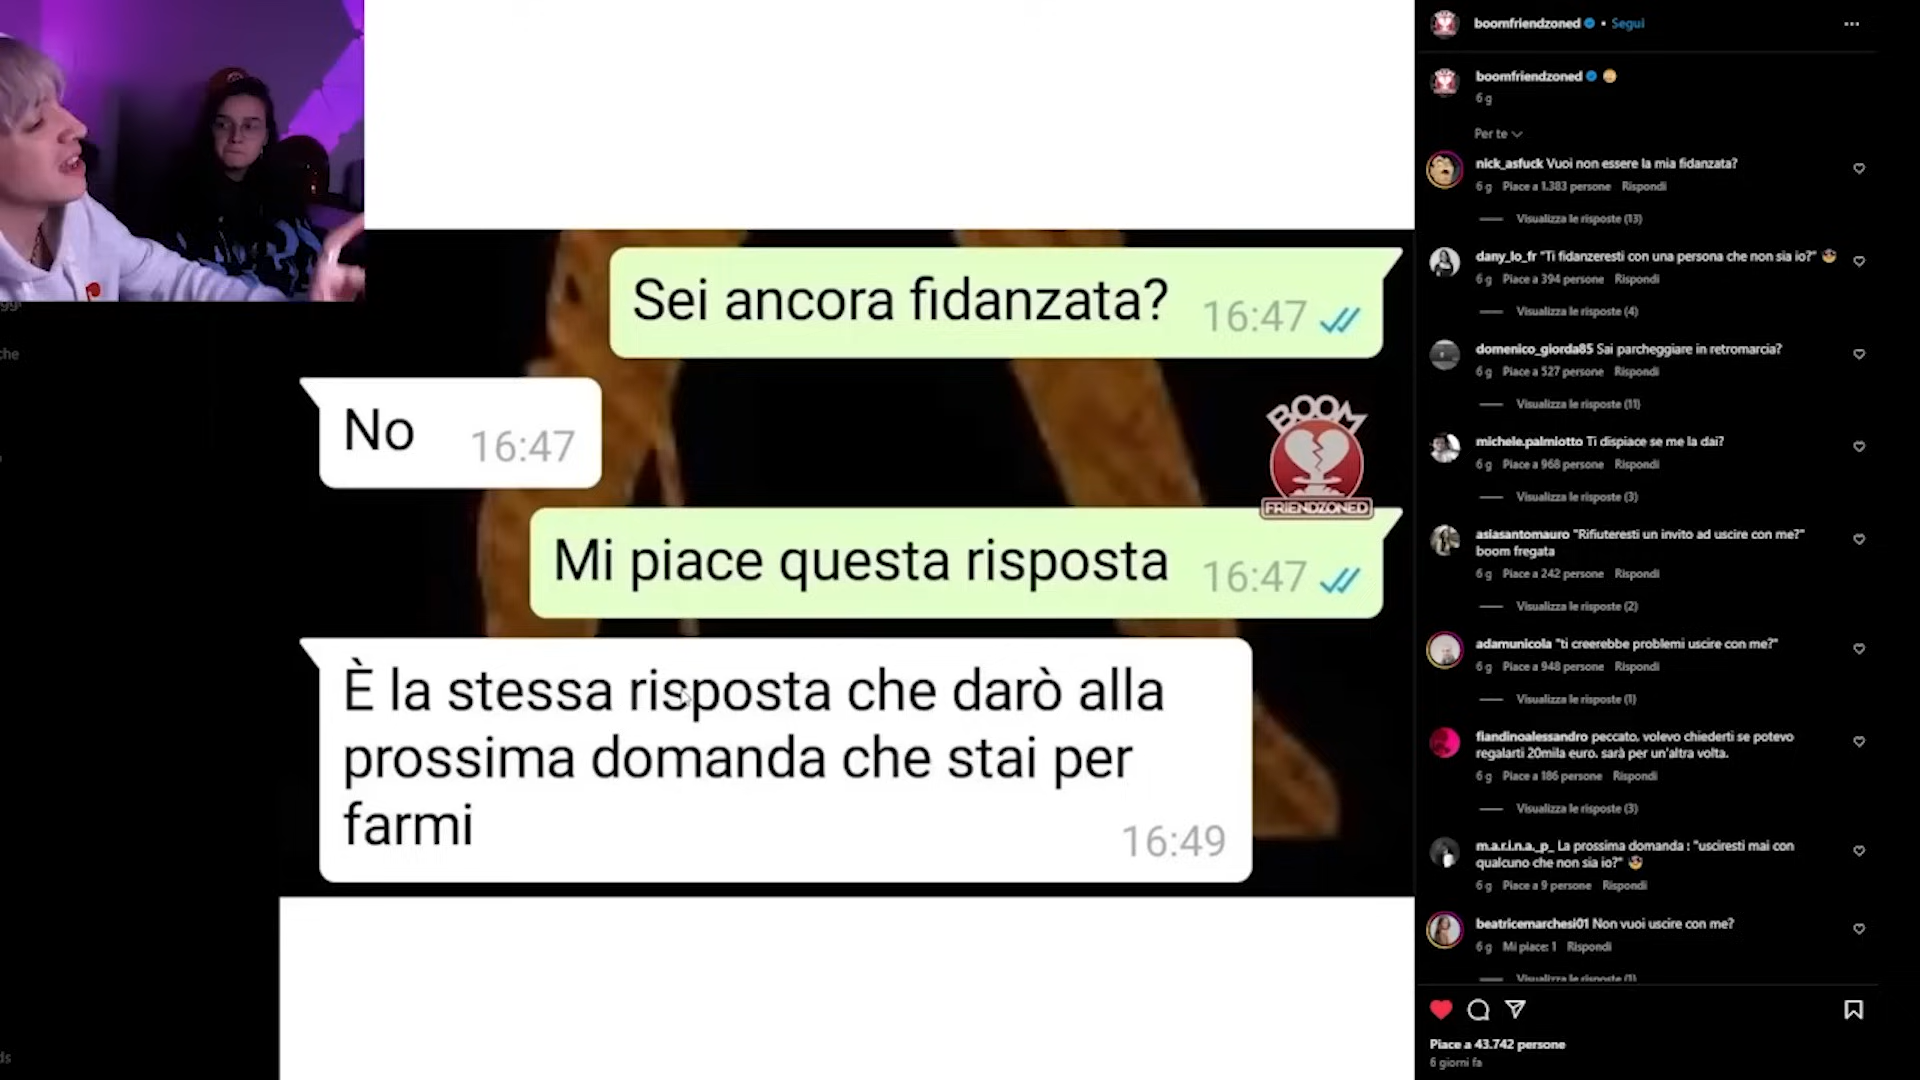 Sei ancora fidanzata? 16:47
No 16:47
BOOM
FRIENDZONED
Mi piace questa risposta 16:47
È la stessa risposta che darò alla
prossima domanda che stai per
farmi
16:49
che
ds
boomfriendzoned • Segui
boomfriendzoned
6 g
Per te
nick_asfuck Vuoi non essere la mia fidanzata?
6 g Piace a 1.383 persone Rispondi
Visualizza le risposte (13)
dany_lo_fr "Ti fidanzeresti con una persona che non sia io?"
6 g Piace a 394 persone Rispondi
Visualizza le risposte (4)
domenico_giorda85 Sai parcheggiare in retromarcia?
6 g Piace a 527 persone Rispondi
Visualizza le risposte (11)
michele.palmiotto Ti dispiace se me la dai?
6 g Piace a 968 persone Rispondi
Visualizza le risposte (3)
asiasantomauro "Rifiuteresti un invito ad uscire con me?"
boom fregata
6 g Piace a 242 persone Rispondi
Visualizza le risposte (2)
adamunicola "ti creerebbe problemi uscire con me?"
6 g Piace a 948 persone Rispondi
Visualizza le risposte (1)
fiandinoalessandro peccato. volevo chiederti se potevo
regalarti 20mila euro. sarà per un'altra volta.
6 g Piace a 186 persone Rispondi
Visualizza le risposte (3)
m.a.r.i.n.a._p_ La prossima domanda : "usciresti mai con
qualcuno che non sia io?"
6 g Piace a 9 persone Rispondi
beatricemarchesi01 Non vuoi uscire con me?
6 g Mi piace: 1 Rispondi
Visualizza le risposte (1)
Piace a 43.742 persone
6 giorni fa